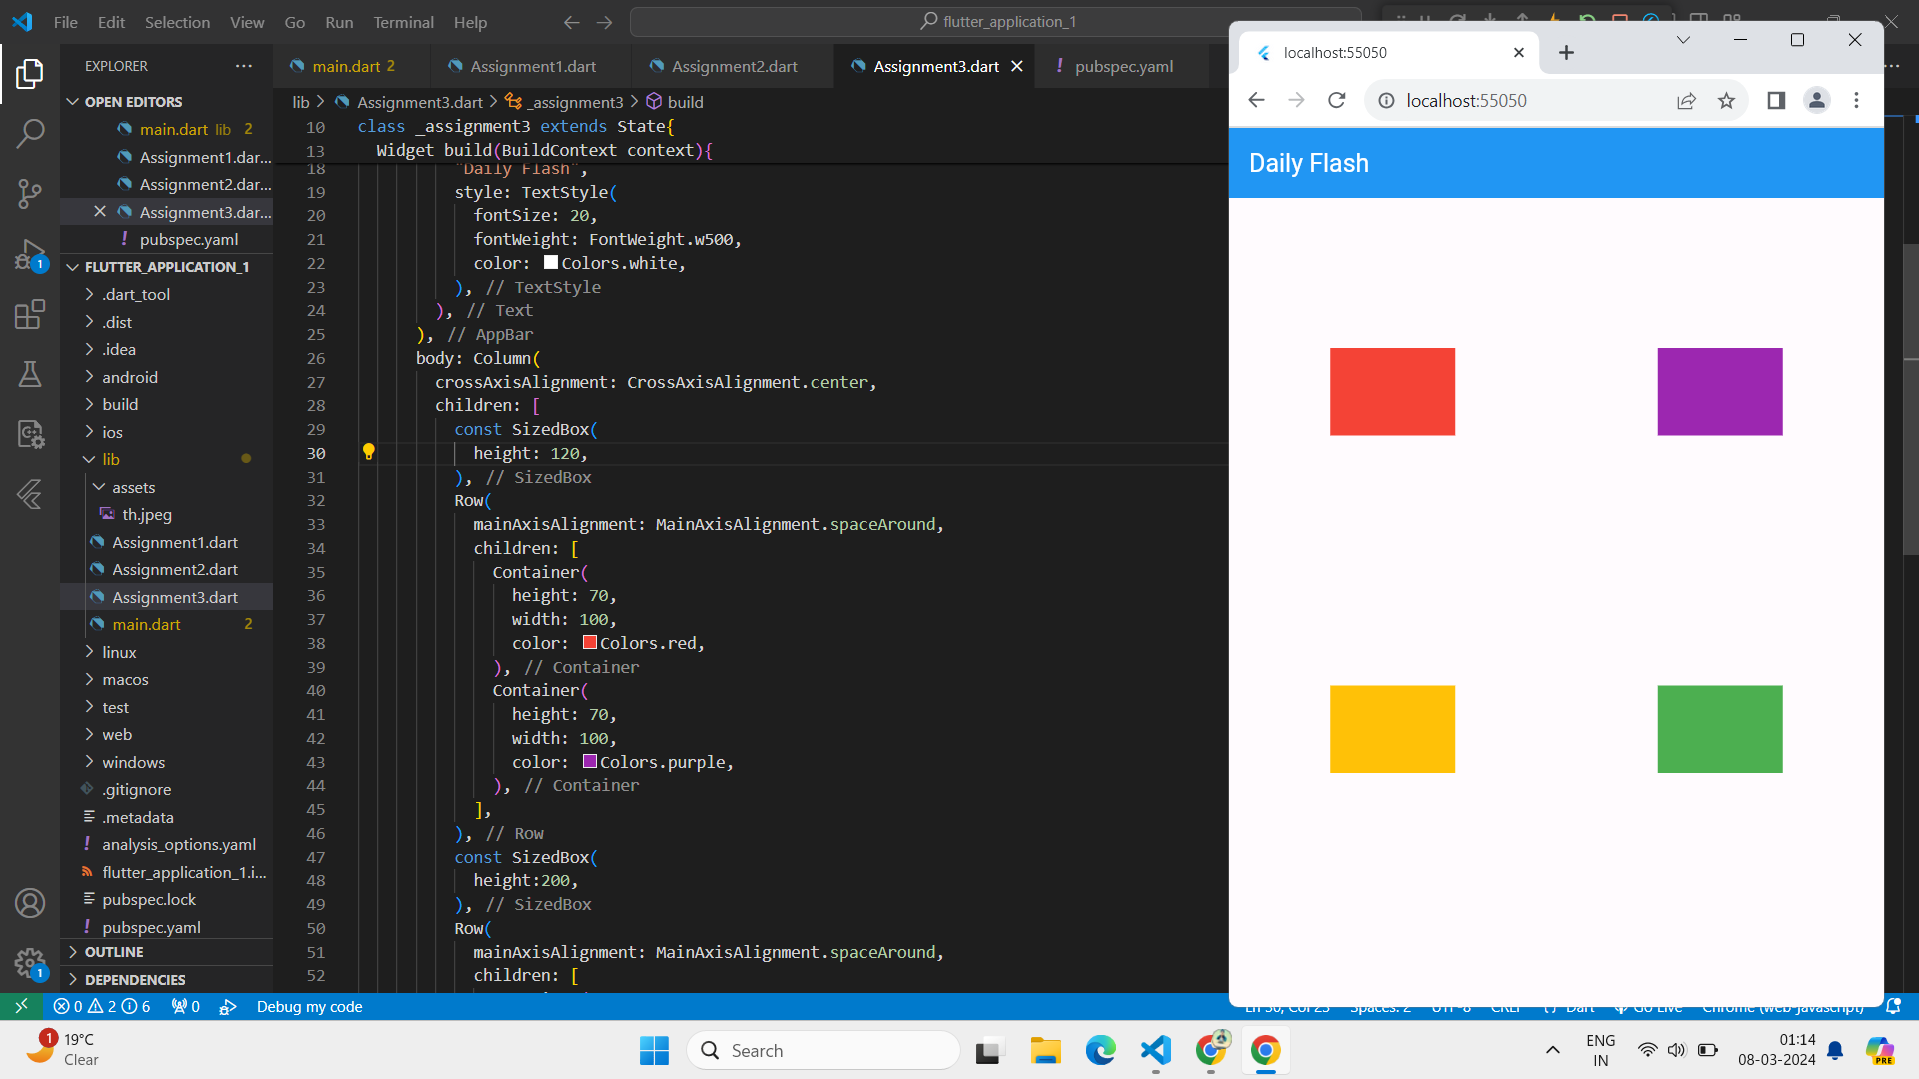 File Edit Selection View Go Run Terminal Help
flutter_application_1
EXPLORER
OPEN EDITORS
main.dart lib 2
Assignment1.dar...
Assignment2.dar...
Assignment3.dar...
pubspec.yaml
FLUTTER_APPLICATION_1
.dart_tool
.dist
.idea
android
build
ios
lib
assets
th.jpeg
Assignment1.dart
Assignment2.dart
Assignment3.dart
main.dart 2
linux
macos
test
web
windows
.gitignore
.metadata
analysis_options.yaml
flutter_application_1.i...
pubspec.lock
pubspec.yaml
OUTLINE
DEPENDENCIES
1
1
main.dart 2 Assignment1.dart Assignment2.dart Assignment3.dart pubspec.yaml
lib > Assignment3.dart > _assignment3 > build
10 class _assignment3 extends State{
13 Widget build(BuildContext context){
18 "Daily Flash",
19 style: TextStyle(
20 fontSize: 20,
21 fontWeight: FontWeight.w500,
22 color: Colors.white,
23 ), // TextStyle
24 ), // Text
25 ), // AppBar
26 body: Column(
27 crossAxisAlignment: CrossAxisAlignment.center,
28 children: [
29 const SizedBox(
30 height: 120,
31 ), // SizedBox
32 Row(
33 mainAxisAlignment: MainAxisAlignment.spaceAround,
34 children: [
35 Container(
36 height: 70,
37 width: 100,
38 color: Colors.red,
39 ), // Container
40 Container(
41 height: 70,
42 width: 100,
43 color: Colors.purple,
44 ), // Container
45 ],
46 ), // Row
47 const SizedBox(
48 height:200,
49 ), // SizedBox
50 Row(
51 mainAxisAlignment: MainAxisAlignment.spaceAround,
52 children: [
localhost:55050
localhost:55050
Daily Flash
0 2 6 0 Debug my code
Ln 30, Col 25 Spaces: 2 UTF-8 CRLF {} Dart Go Live Chrome (web-javascript)
1
19°C
Clear
Search
ENG
IN
01:14
08-03-2024
PRE